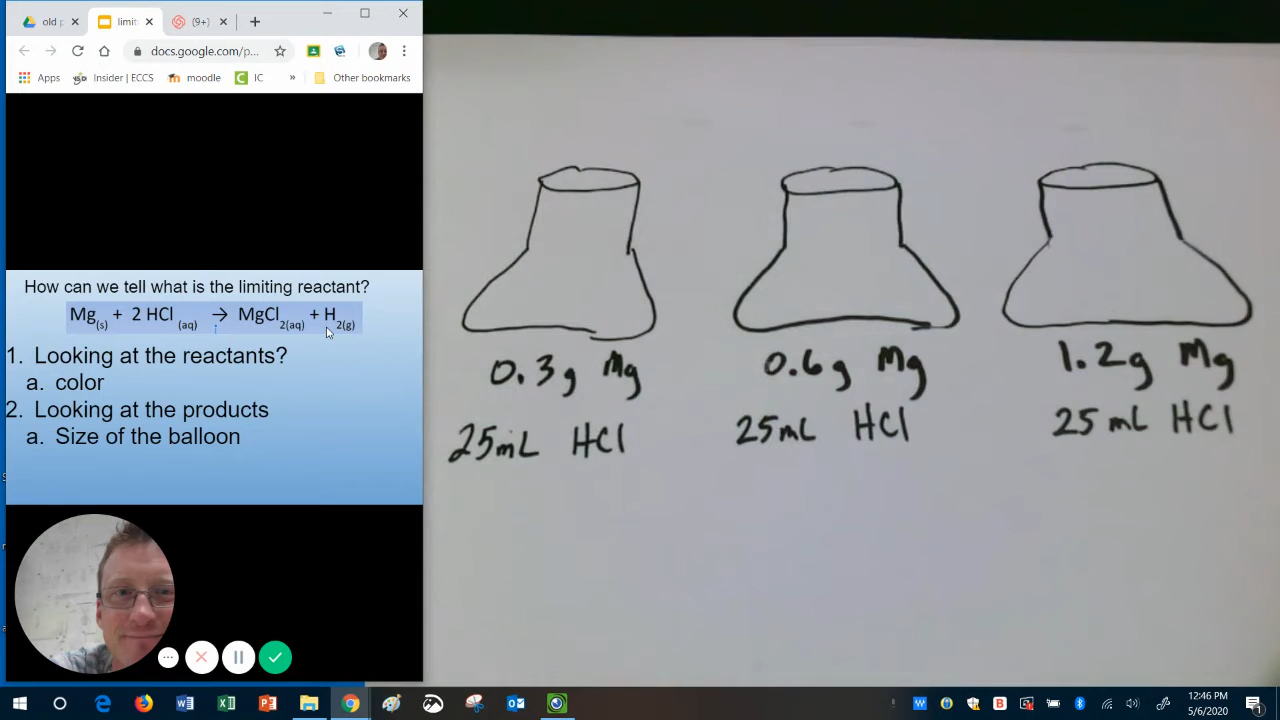 old p
limit
(9+)
docs.google.com/p...
Apps
Insider | ECCS
moodle
IC
»
Other bookmarks
How can we tell what is the limiting reactant?
Mg(s) + 2 HCl (aq) → MgCl2(aq) + H2(g)
1. Looking at the reactants?
a. color
2. Looking at the products
a. Size of the balloon
0.3g Mg
25mL HCl
0.6g Mg
25mL HCl
1.2g Mg
25 mL HCl
12:46 PM
5/6/2020